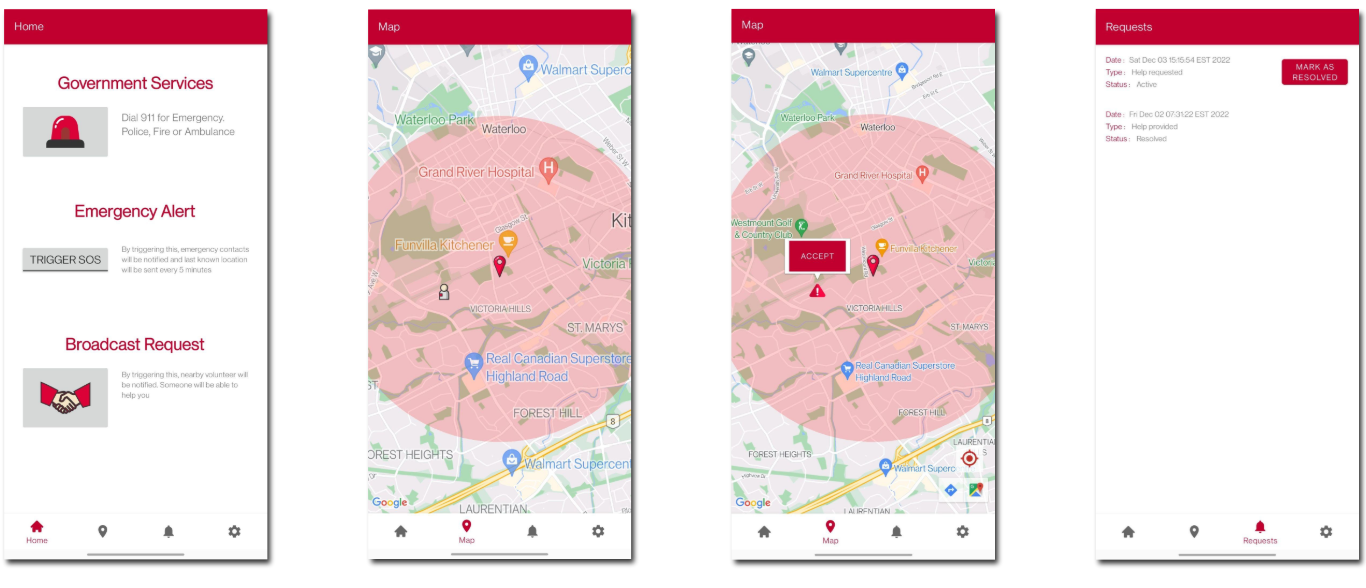 Home
Government Services
Dial 911 for Emergency.
Police, Fire or Ambulance
Emergency Alert
TRIGGER SOS
By triggering this, emergency contacts
will be notified and last known location
will be sent every 5 minutes
Broadcast Request
By triggering this, nearby volunteer will
be notified. Someone will be able to
help you
Home
Map
Walmart Superc
Waterloo Park
Waterloo
Grand River Hospital
H
Kit
Glasgow St
Funvilla Kitchener
Victoria
VICTORIA HILLS
ST. MARYS
Real Canadian Superstore
Highland Road
ST
FOREST HILL
8
OREST HEIGHTS
Walmart Supercent
Google
LAURENTIAN
Map
Map
Walmart Supercentre
Waterloo Park
Waterloo
Grand River Hospital
H
Westmount Golf
& Country Club
ACCEPT
Funvilla Kitchener
Victoria
VICTORIA HILLS
ST. MARYS
Real Canadian Superstore
Highland Road
FOREST HILL
8
LAURENTIA
S
FOREST HEIGHTS
Walmart Superc
Google
LAURENTIAN
Map
Requests
Date : Sat Dec 03 15:15:54 EST 2022
Type : Help requested
Status : Active
MARK AS
RESOLVED
Date : Fri Dec 02 07:31:22 EST 2022
Type : Help provided
Status : Resolved
Requests